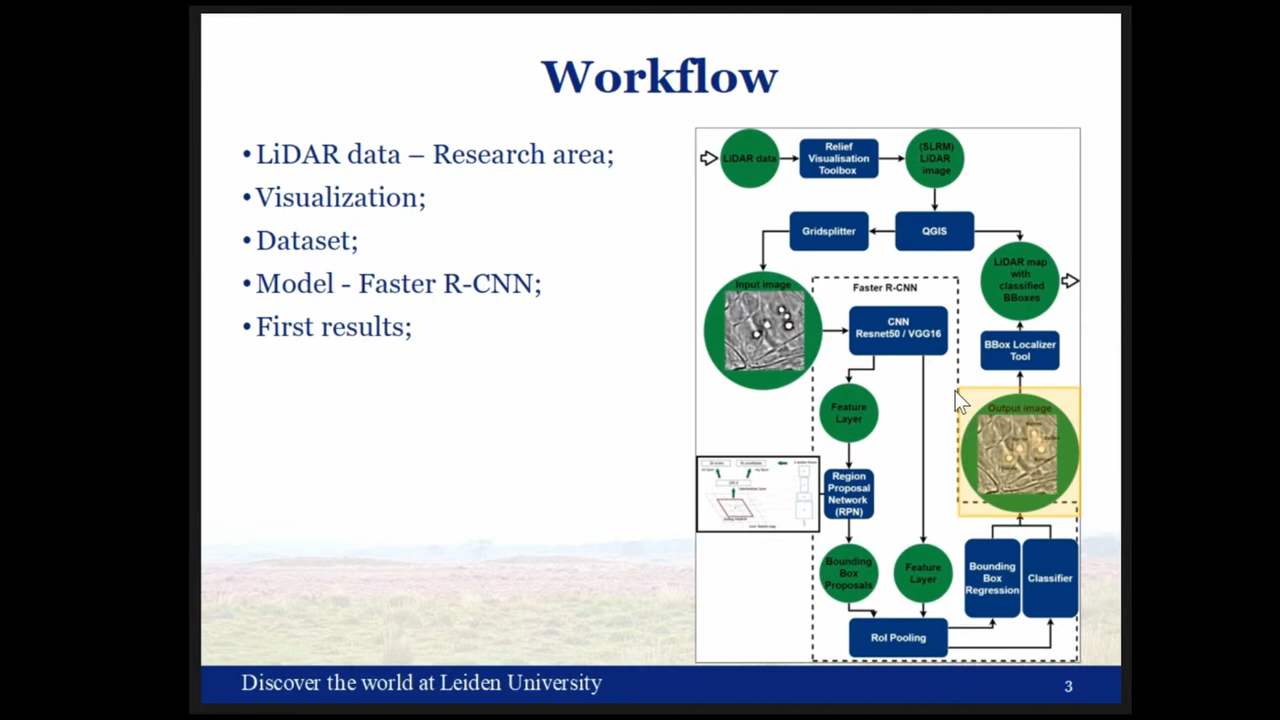 Workflow
• LiDAR data – Research area;
• Visualization;
• Dataset;
• Model - Faster R-CNN;
• First results;
LiDAR data
Relief
Visualisation
Toolbox
(SLRM)
LiDAR
image
Gridsplitter
QGIS
LiDAR map
with
classified
BBoxes
Input image
Faster R-CNN
CNN
Resnet50 / VGG16
BBox Localizer
Tool
Feature
Layer
Output image
Region
Proposal
Network
(RPN)
Bounding
Box
Proposals
Feature
Layer
Bounding
Box
Regression
Classifier
RoI Pooling
Discover the world at Leiden University
3